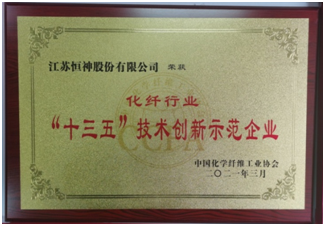 江苏恒神股份有限公司 荣获
化纤行业
“十三五”技术创新示范企业
CCFA
中国化学纤维工业协会
二〇二一年三月